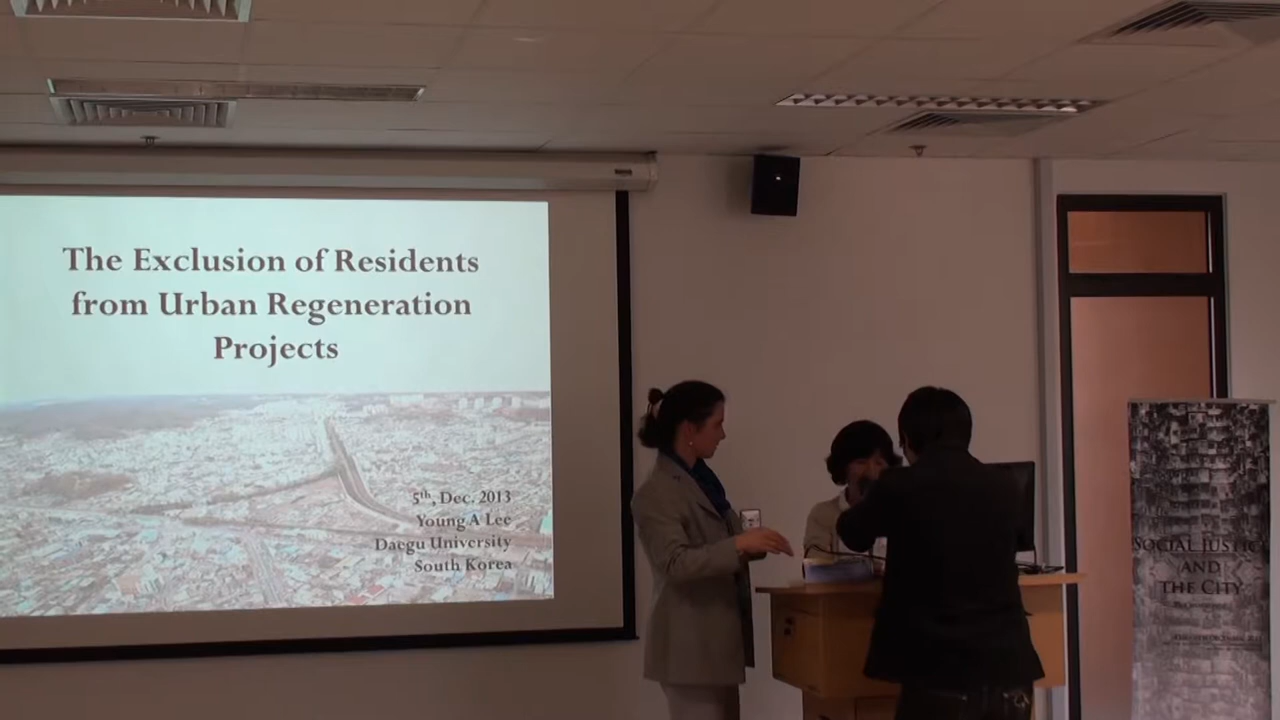 The Exclusion of Residents
from Urban Regeneration
Projects
5th, Dec. 2013
Young A Lee
Daegu University
South Korea
Social Justice
and
the City